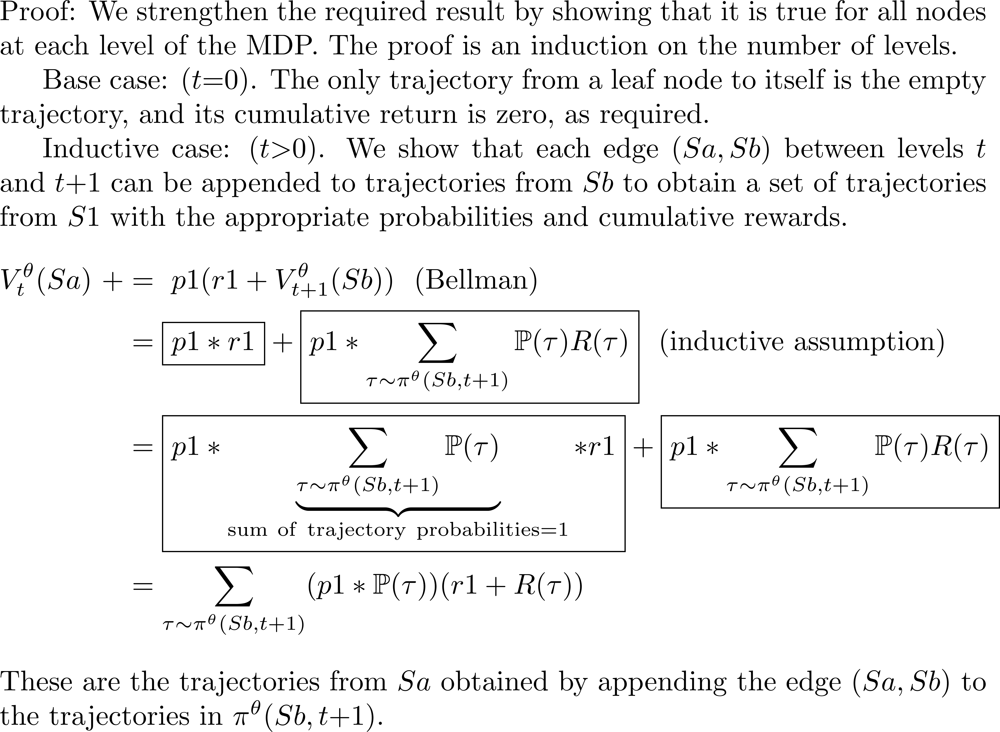 Proof: We strengthen the required result by showing that it is true for all nodes
at each level of the MDP. The proof is an induction on the number of levels.
Base case: (t=0). The only trajectory from a leaf node to itself is the empty
trajectory, and its cumulative return is zero, as required.
Inductive case: (t>0). We show that each edge (Sa, Sb) between levels t
and t+1 can be appended to trajectories from Sb to obtain a set of trajectories
from S1 with the appropriate probabilities and cumulative rewards.
$V_t^\theta(Sa) \mathrel{+}= p1(r1 + V_{t+1}^\theta(Sb))$ (Bellman)
$= \boxed{p1 * r1} + \boxed{p1 * \sum_{\tau \sim \pi^\theta(Sb,t+1)} \mathbb{P}(\tau)R(\tau)}$ (inductive assumption)
$= \boxed{p1 * \underbrace{\sum_{\tau \sim \pi^\theta(Sb,t+1)} \mathbb{P}(\tau)}_{\text{sum of trajectory probabilities=1}} * r1} + \boxed{p1 * \sum_{\tau \sim \pi^\theta(Sb,t+1)} \mathbb{P}(\tau)R(\tau)}$
$= \sum_{\tau \sim \pi^\theta(Sb,t+1)} (p1 * \mathbb{P}(\tau))(r1 + R(\tau))$
These are the trajectories from Sa obtained by appending the edge (Sa, Sb) to
the trajectories in $\pi^\theta(Sb, t+1)$.